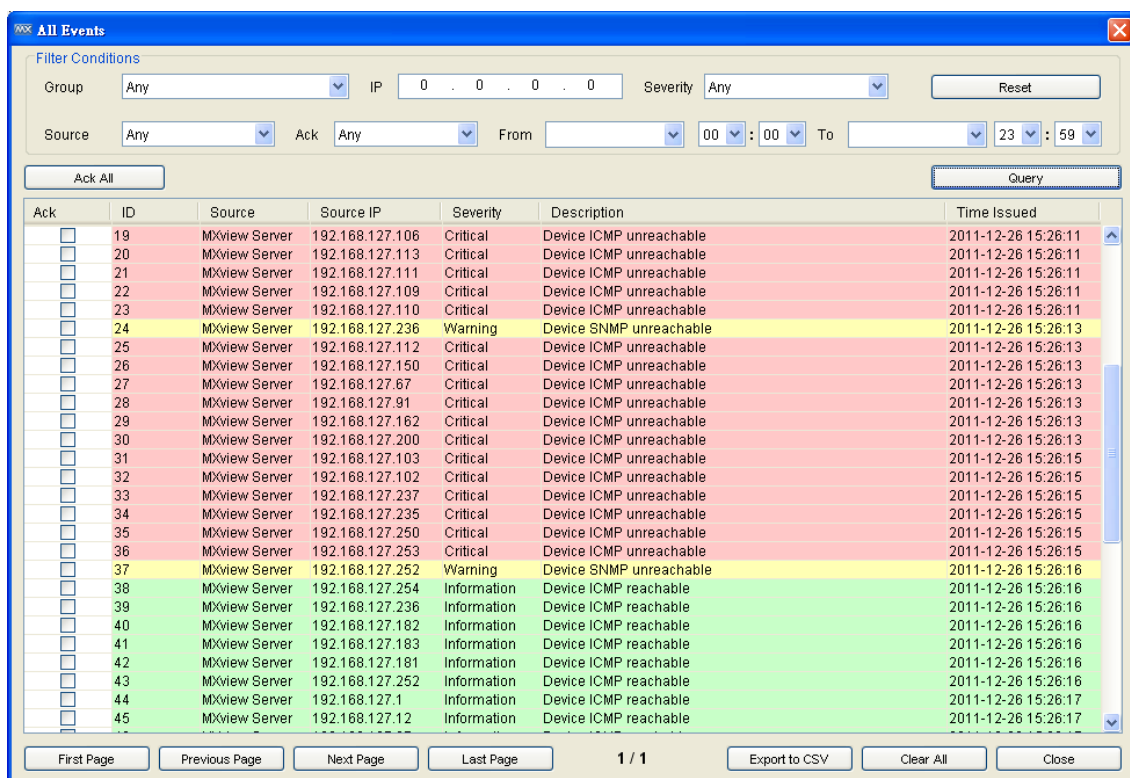 MX All Events
Filter Conditions
Group Any IP 0 . 0 . 0 . 0 Severity Any Reset
Source Any Ack Any From 00 : 00 To 23 : 59
Ack All Query
Ack ID Source Source IP Severity Description Time Issued
19 MXview Server 192.168.127.106 Critical Device ICMP unreachable 2011-12-26 15:26:11
20 MXview Server 192.168.127.113 Critical Device ICMP unreachable 2011-12-26 15:26:11
21 MXview Server 192.168.127.111 Critical Device ICMP unreachable 2011-12-26 15:26:11
22 MXview Server 192.168.127.109 Critical Device ICMP unreachable 2011-12-26 15:26:11
23 MXview Server 192.168.127.110 Critical Device ICMP unreachable 2011-12-26 15:26:11
24 MXview Server 192.168.127.236 Warning Device SNMP unreachable 2011-12-26 15:26:13
25 MXview Server 192.168.127.112 Critical Device ICMP unreachable 2011-12-26 15:26:13
26 MXview Server 192.168.127.150 Critical Device ICMP unreachable 2011-12-26 15:26:13
27 MXview Server 192.168.127.67 Critical Device ICMP unreachable 2011-12-26 15:26:13
28 MXview Server 192.168.127.91 Critical Device ICMP unreachable 2011-12-26 15:26:13
29 MXview Server 192.168.127.162 Critical Device ICMP unreachable 2011-12-26 15:26:13
30 MXview Server 192.168.127.200 Critical Device ICMP unreachable 2011-12-26 15:26:13
31 MXview Server 192.168.127.103 Critical Device ICMP unreachable 2011-12-26 15:26:15
32 MXview Server 192.168.127.102 Critical Device ICMP unreachable 2011-12-26 15:26:15
33 MXview Server 192.168.127.237 Critical Device ICMP unreachable 2011-12-26 15:26:15
34 MXview Server 192.168.127.235 Critical Device ICMP unreachable 2011-12-26 15:26:15
35 MXview Server 192.168.127.250 Critical Device ICMP unreachable 2011-12-26 15:26:15
36 MXview Server 192.168.127.253 Critical Device ICMP unreachable 2011-12-26 15:26:15
37 MXview Server 192.168.127.252 Warning Device SNMP unreachable 2011-12-26 15:26:16
38 MXview Server 192.168.127.254 Information Device ICMP reachable 2011-12-26 15:26:16
39 MXview Server 192.168.127.236 Information Device ICMP reachable 2011-12-26 15:26:16
40 MXview Server 192.168.127.182 Information Device ICMP reachable 2011-12-26 15:26:16
41 MXview Server 192.168.127.183 Information Device ICMP reachable 2011-12-26 15:26:16
42 MXview Server 192.168.127.181 Information Device ICMP reachable 2011-12-26 15:26:16
43 MXview Server 192.168.127.252 Information Device ICMP reachable 2011-12-26 15:26:16
44 MXview Server 192.168.127.1 Information Device ICMP reachable 2011-12-26 15:26:17
45 MXview Server 192.168.127.12 Information Device ICMP reachable 2011-12-26 15:26:17
First Page Previous Page Next Page Last Page 1 / 1 Export to CSV Clear All Close